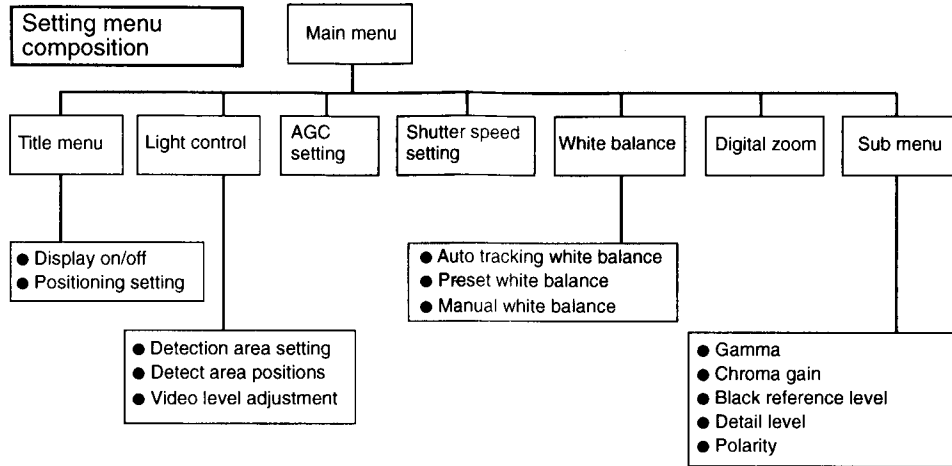 Setting menu
composition
Main menu
Title menu
Light control
AGC
setting
Shutter speed
setting
White balance
Digital zoom
Sub menu
● Display on/off
● Positioning setting
● Auto tracking white balance
● Preset white balance
● Manual white balance
● Detection area setting
● Detect area positions
● Video level adjustment
● Gamma
● Chroma gain
● Black reference level
● Detail level
● Polarity